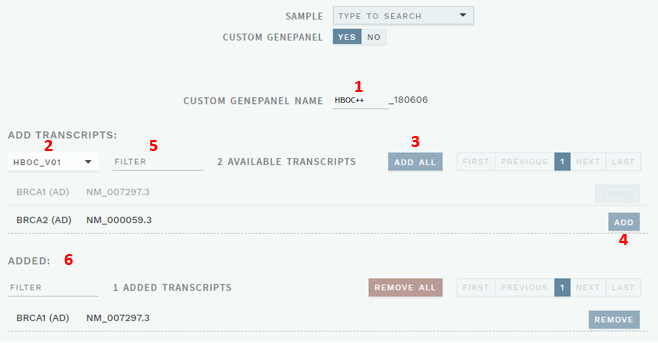 SAMPLE TYPE TO SEARCH
CUSTOM GENEPANEL YES NO
1
CUSTOM GENEPANEL NAME HBOC++ _180606
ADD TRANSCRIPTS:
2 5 3
HBOC_V01 FILTER 2 AVAILABLE TRANSCRIPTS ADD ALL FIRST PREVIOUS 1 NEXT LAST
BRCA1 (AD) NM_007297.3 ADDED
BRCA2 (AD) NM_000059.3 ADD
4
ADDED: 6
FILTER 1 ADDED TRANSCRIPTS REMOVE ALL FIRST PREVIOUS 1 NEXT LAST
BRCA1 (AD) NM_007297.3 REMOVE